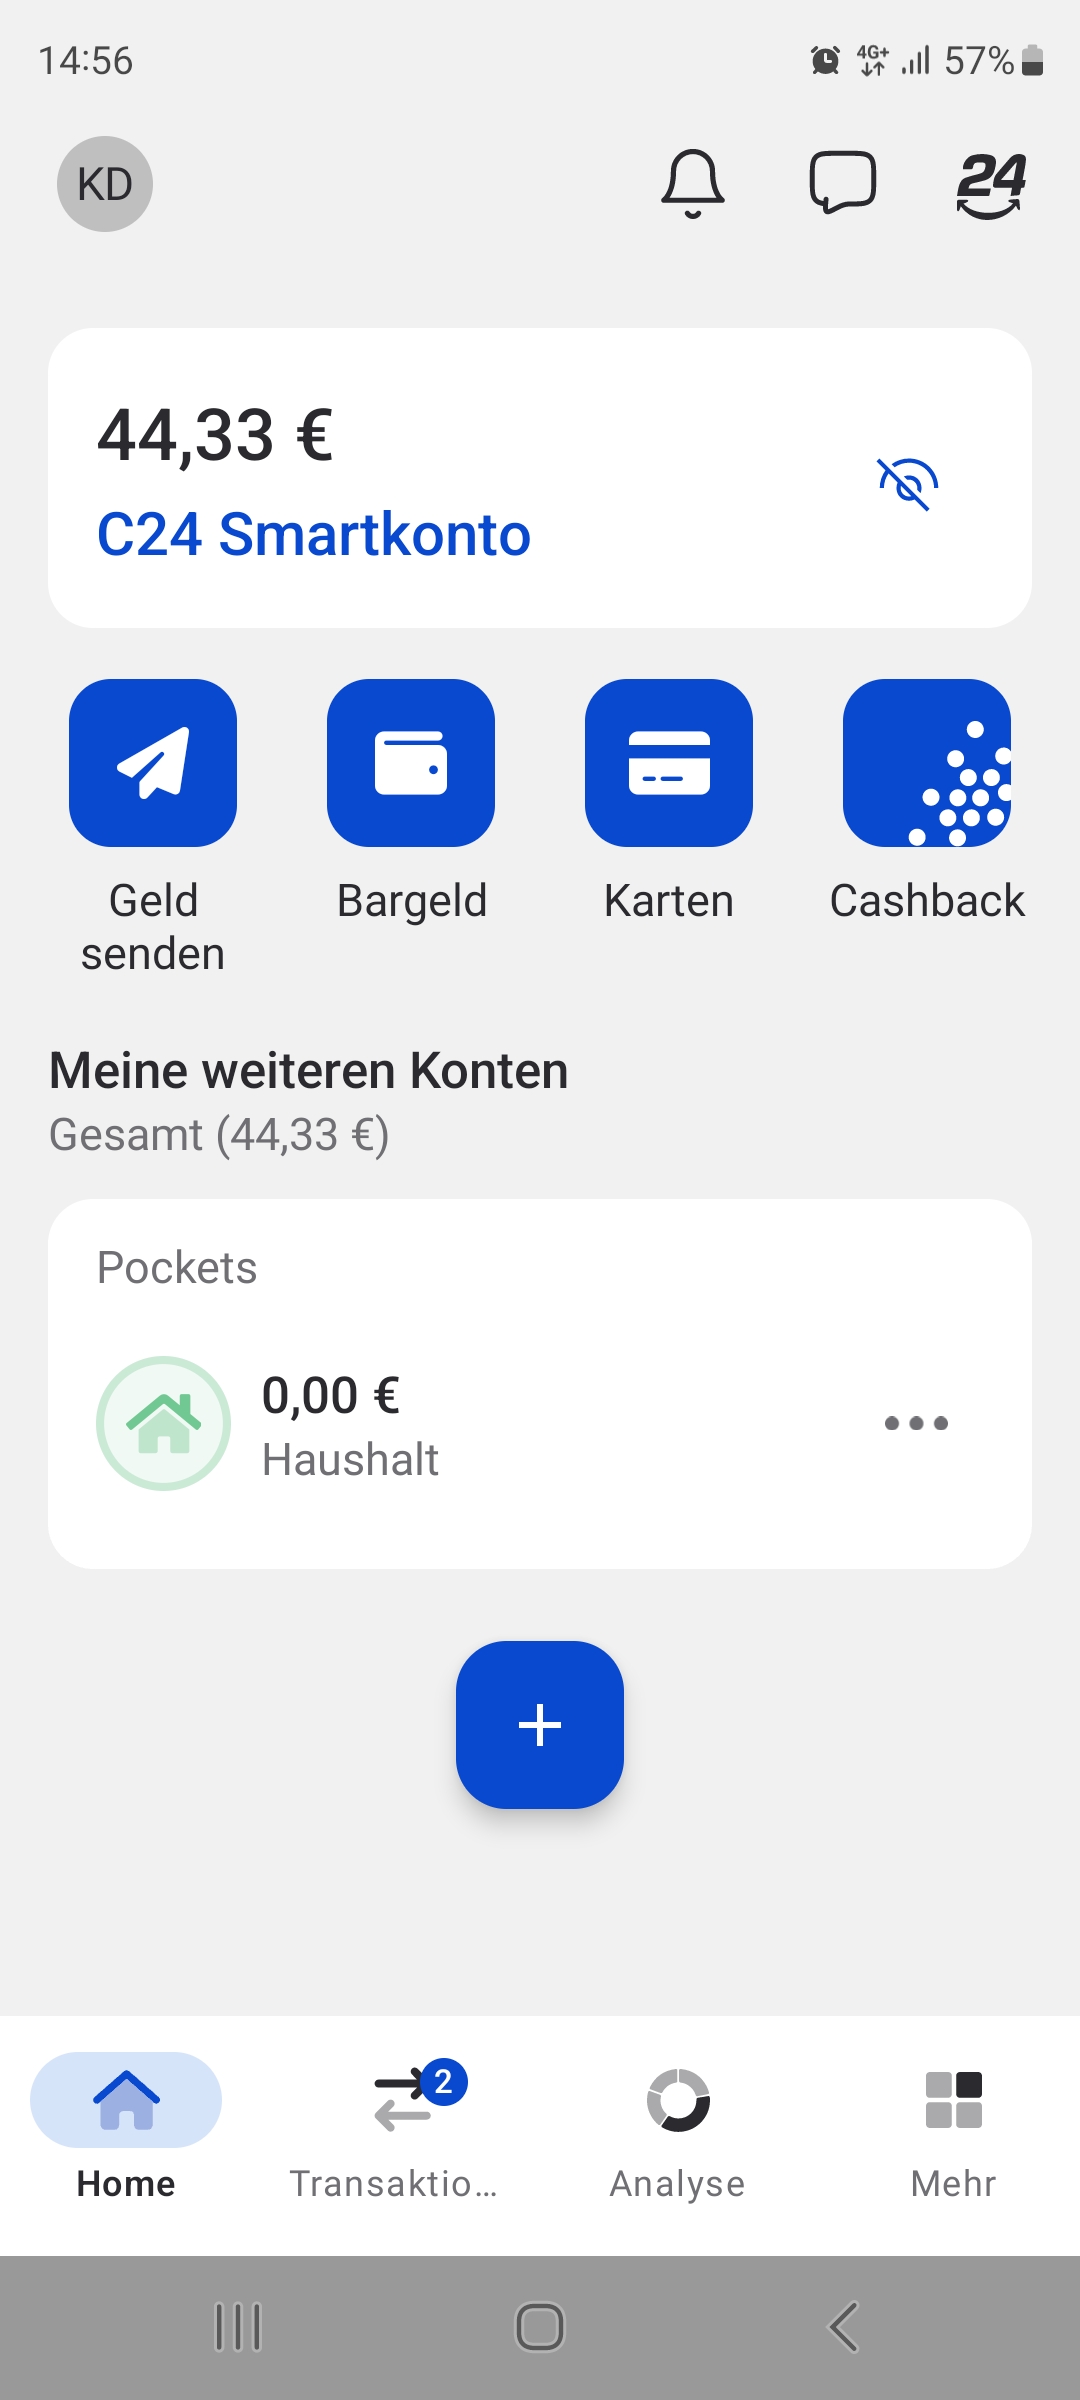 14:56
4G+ 57%
KD
24
44,33 €
C24 Smartkonto
Geld
senden
Bargeld
Karten
Cashback
Meine weiteren Konten
Gesamt (44,33 €)
Pockets
0,00 €
Haushalt
2
Home
Transaktio…
Analyse
Mehr